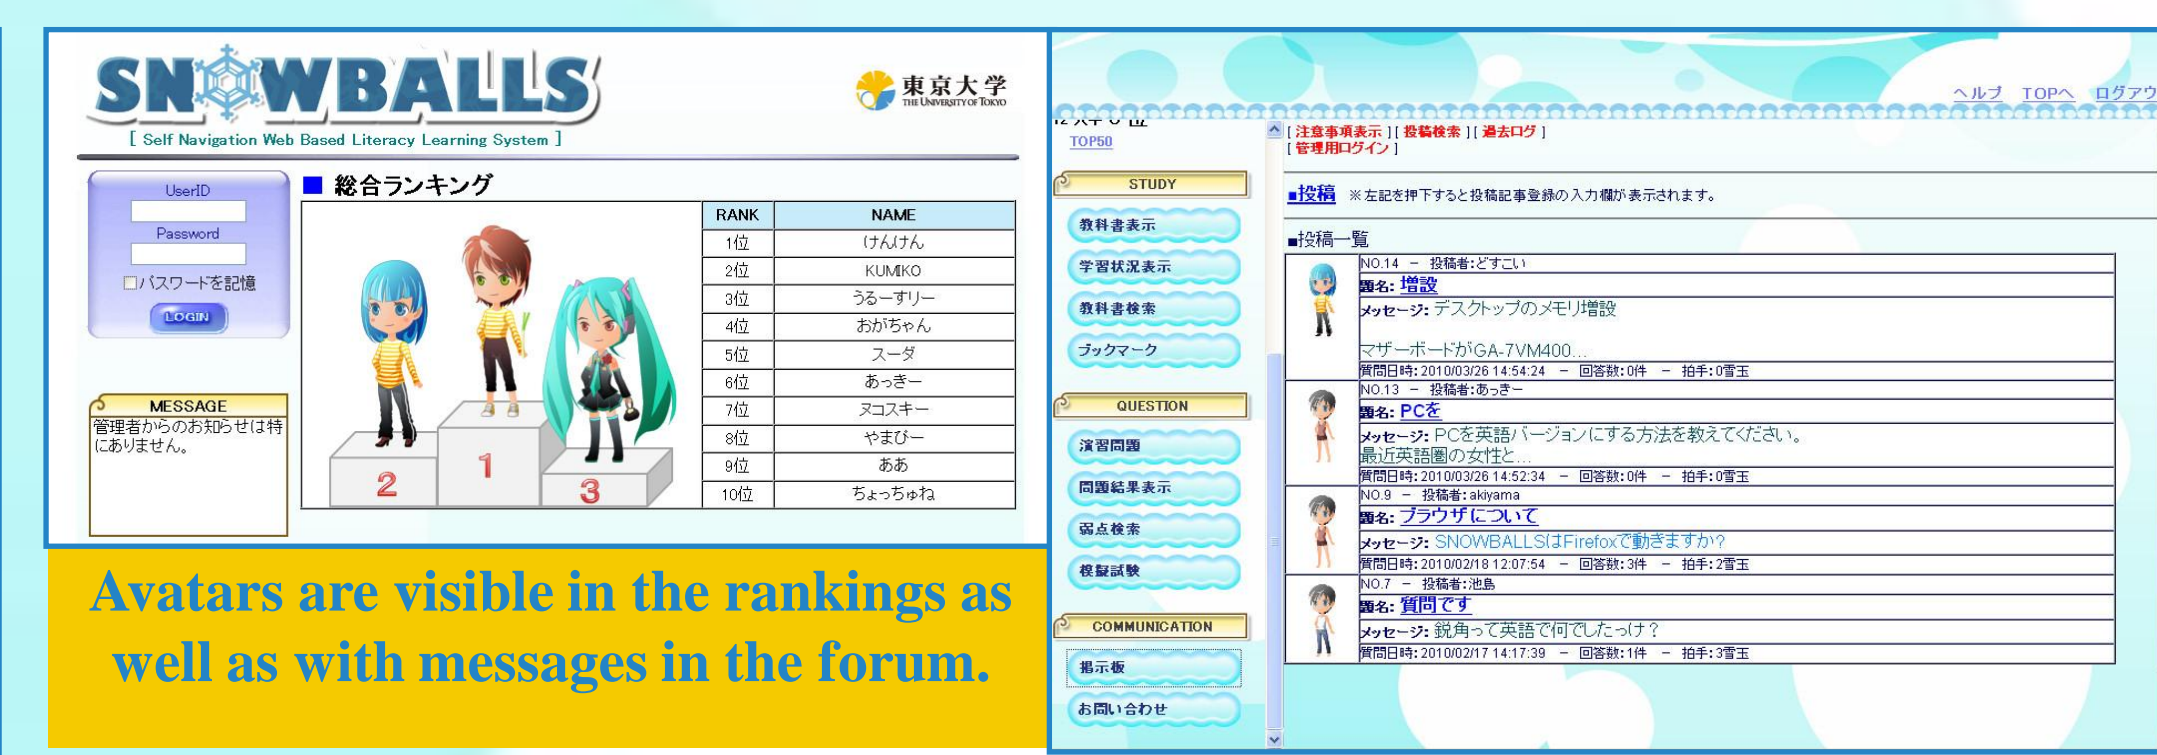 SNOWBALLS
[ Self Navigation Web Based Literacy Learning System ]
東京大学
THE UNIVERSITY OF TOKYO
UserID
Password
パスワードを記憶
LOGIN
MESSAGE
管理者からのお知らせは特
にありません。
■ 総合ランキング
2
1
3
RANK NAME
1位 けんけん
2位 KUMIKO
3位 うるーすりー
4位 おがちゃん
5位 スーダ
6位 あっきー
7位 ヌコスキー
8位 やまびー
9位 ああ
10位 ちょっちゅね
Avatars are visible in the rankings as
well as with messages in the forum.
ヘルプ TOPへ ログアウ
TOP50
STUDY
教科書表示
学習状況表示
教科書検索
ブックマーク
QUESTION
演習問題
問題結果表示
弱点検索
模擬試験
COMMUNICATION
掲示板
お問い合わせ
[ 注意事項表示 ][ 投稿検索 ][ 過去ログ ]
[ 管理用ログイン ]
■投稿 ※左記を押下すると投稿記事登録の入力欄が表示されます。
■投稿一覧
NO.14 － 投稿者:どすこい
題名: 増設
メッセージ: デスクトップのメモリ増設
マザーボードがGA-7VM400...
質問日時: 2010/03/26 14:54:24 － 回答数:0件 － 拍手:0雪玉
NO.13 － 投稿者:あっきー
題名: PCを
メッセージ: PCを英語バージョンにする方法を教えてください。
最近英語圏の女性と...
質問日時: 2010/03/26 14:52:34 － 回答数:0件 － 拍手:0雪玉
NO.9 － 投稿者: akiyama
題名: ブラウザについて
メッセージ: SNOWBALLSはFirefoxで動きますか?
質問日時: 2010/02/18 12:07:54 － 回答数:3件 － 拍手:2雪玉
NO.7 － 投稿者:池島
題名: 質問です
メッセージ: 鋭角って英語で何でしたっけ？
質問日時: 2010/02/17 14:17:39 － 回答数:1件 － 拍手:3雪玉